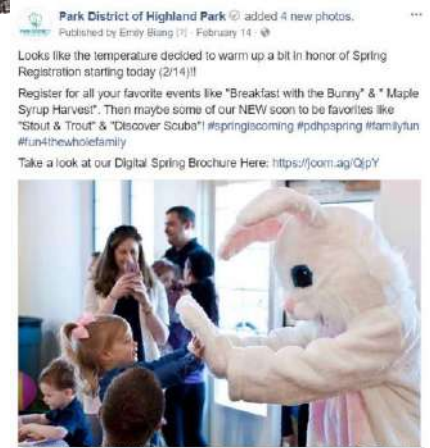 Park District of Highland Park added 4 new photos.
Published by Emily Biang [?] · February 14 ·
Looks like the temperature decided to warm up a bit in honor of Spring
Registration starting today (2/14)!!
Register for all your favorite events like "Breakfast with the Bunny" & " Maple
Syrup Harvest". Then maybe some of our NEW soon to be favorites like
"Stout & Trout" & "Discover Scuba"! #springiscoming #pdhpspring #familyfun
#fun4thewholefamily
Take a look at our Digital Spring Brochure Here: https://joom.ag/QjpY